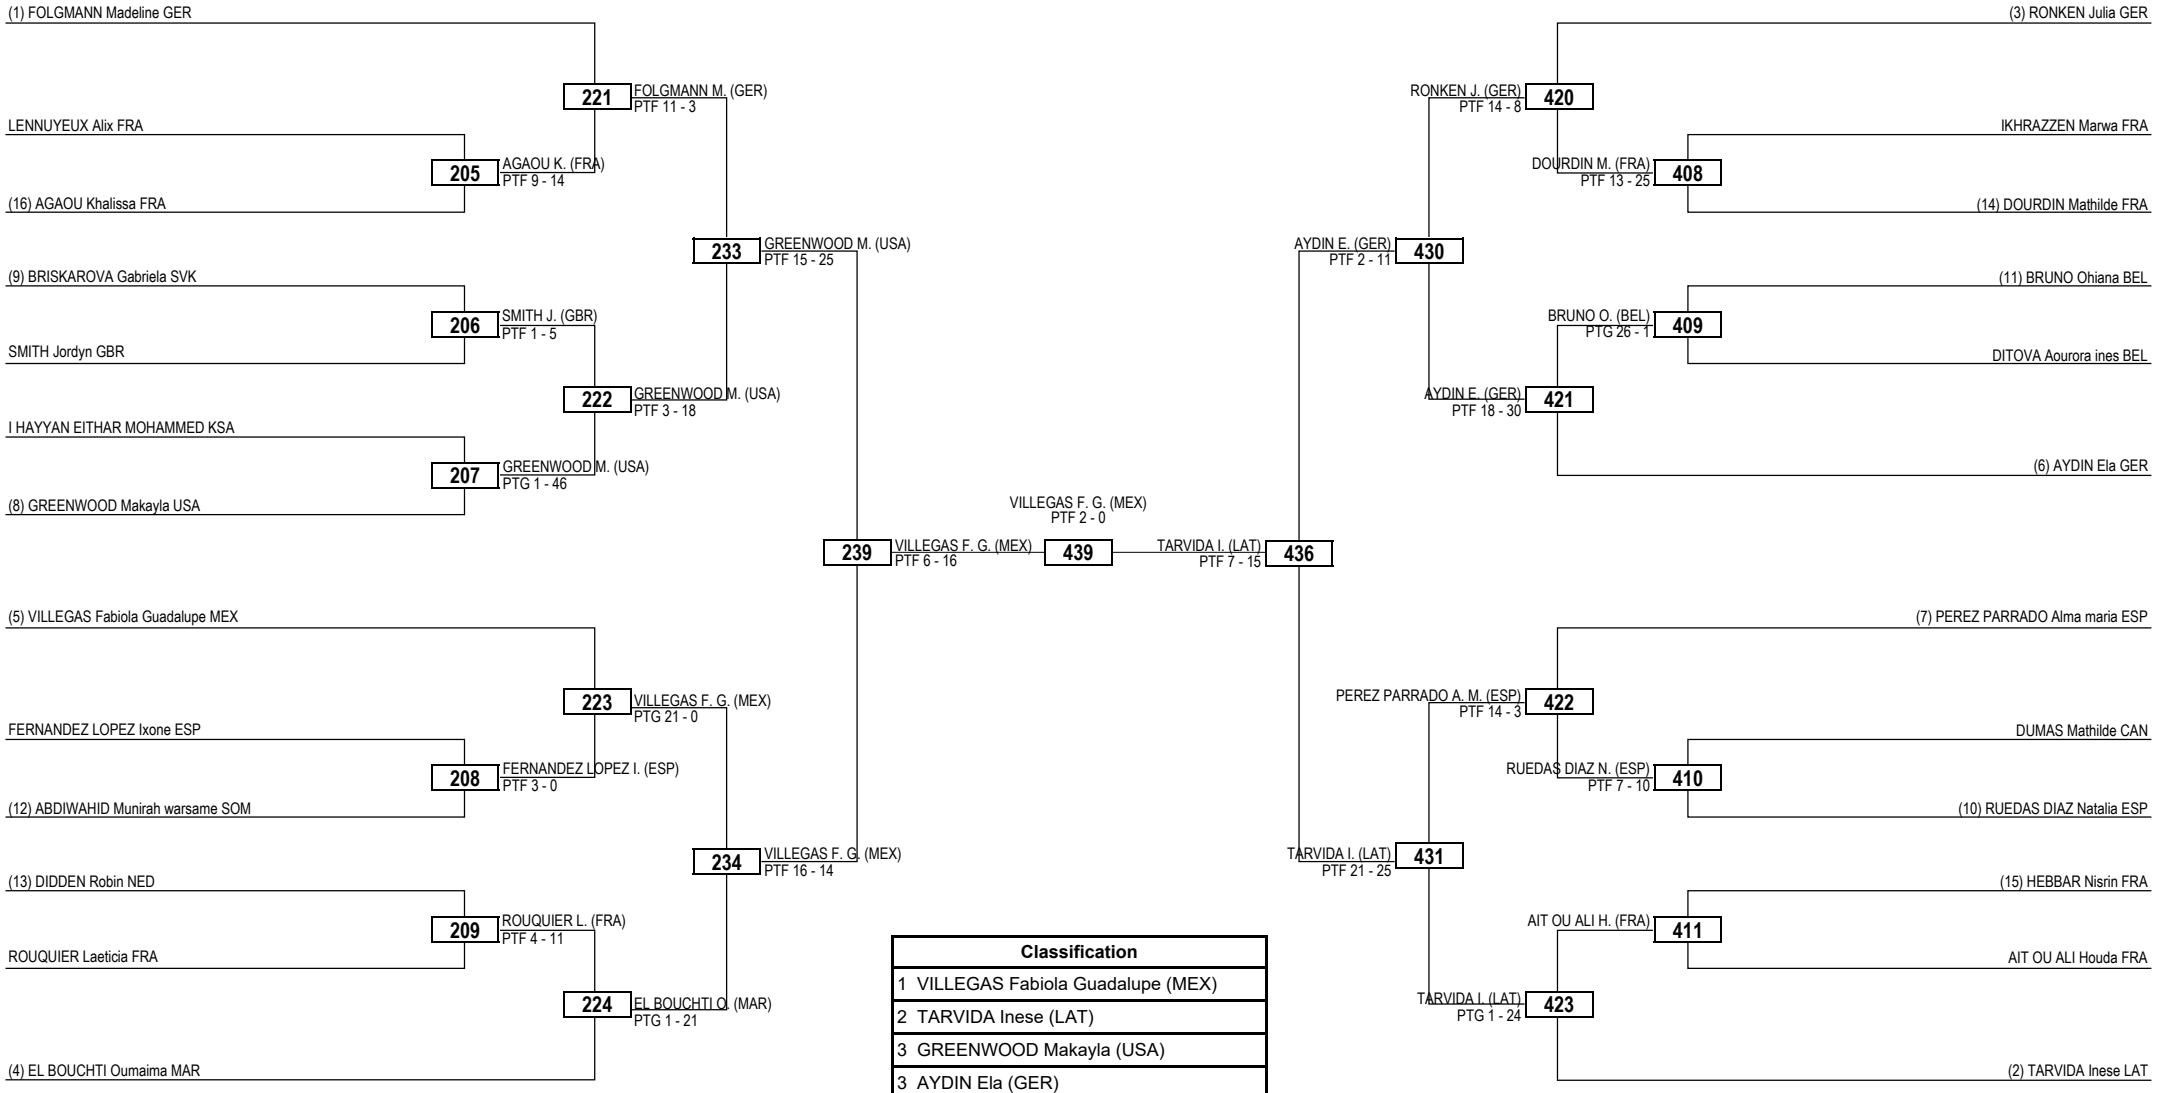 (1) FOLGMANN Madeline GER
(3) RONKEN Julia GER
221
FOLGMANN M. (GER)
PTF 11 - 3
RONKEN J. (GER)
PTF 14 - 8
420
LENNUYEUX Alix FRA
IKHRAZZEN Marwa FRA
205
AGAOU K. (FRA)
PTF 9 - 14
DOURDIN M. (FRA)
PTF 13 - 25
408
(16) AGAOU Khalissa FRA
(14) DOURDIN Mathilde FRA
233
GREENWOOD M. (USA)
PTF 15 - 25
AYDIN E. (GER)
PTF 2 - 11
430
(9) BRISKAROVA Gabriela SVK
(11) BRUNO Ohiana BEL
206
SMITH J. (GBR)
PTF 1 - 5
BRUNO O. (BEL)
PTG 26 - 1
409
SMITH Jordyn GBR
DITOVA Aourora ines BEL
222
GREENWOOD M. (USA)
PTF 3 - 18
AYDIN E. (GER)
PTF 18 - 30
421
I HAYYAN EITHAR MOHAMMED KSA
207
GREENWOOD M. (USA)
PTG 1 - 46
(6) AYDIN Ela GER
(8) GREENWOOD Makayla USA
VILLEGAS F. G. (MEX)
PTF 2 - 0
239
VILLEGAS F. G. (MEX)
PTF 6 - 16
439
TARVIDA I. (LAT)
PTF 7 - 15
436
(5) VILLEGAS Fabiola Guadalupe MEX
(7) PEREZ PARRADO Alma maria ESP
223
VILLEGAS F. G. (MEX)
PTG 21 - 0
PEREZ PARRADO A. M. (ESP)
PTF 14 - 3
422
FERNANDEZ LOPEZ Ixone ESP
DUMAS Mathilde CAN
208
FERNANDEZ LOPEZ I. (ESP)
PTF 3 - 0
RUEDAS DIAZ N. (ESP)
PTF 7 - 10
410
(12) ABDIWAHID Munirah warsame SOM
(10) RUEDAS DIAZ Natalia ESP
234
VILLEGAS F. G. (MEX)
PTF 16 - 14
TARVIDA I. (LAT)
PTF 21 - 25
431
(13) DIDDEN Robin NED
(15) HEBBAR Nisrin FRA
209
ROUQUIER L. (FRA)
PTF 4 - 11
AIT OU ALI H. (FRA)
411
ROUQUIER Laeticia FRA
AIT OU ALI Houda FRA
224
EL BOUCHTI O. (MAR)
PTG 1 - 21
TARVIDA I. (LAT)
PTG 1 - 24
423
(4) EL BOUCHTI Oumaima MAR
(2) TARVIDA Inese LAT
Classification
1 VILLEGAS Fabiola Guadalupe (MEX)
2 TARVIDA Inese (LAT)
3 GREENWOOD Makayla (USA)
3 AYDIN Ela (GER)